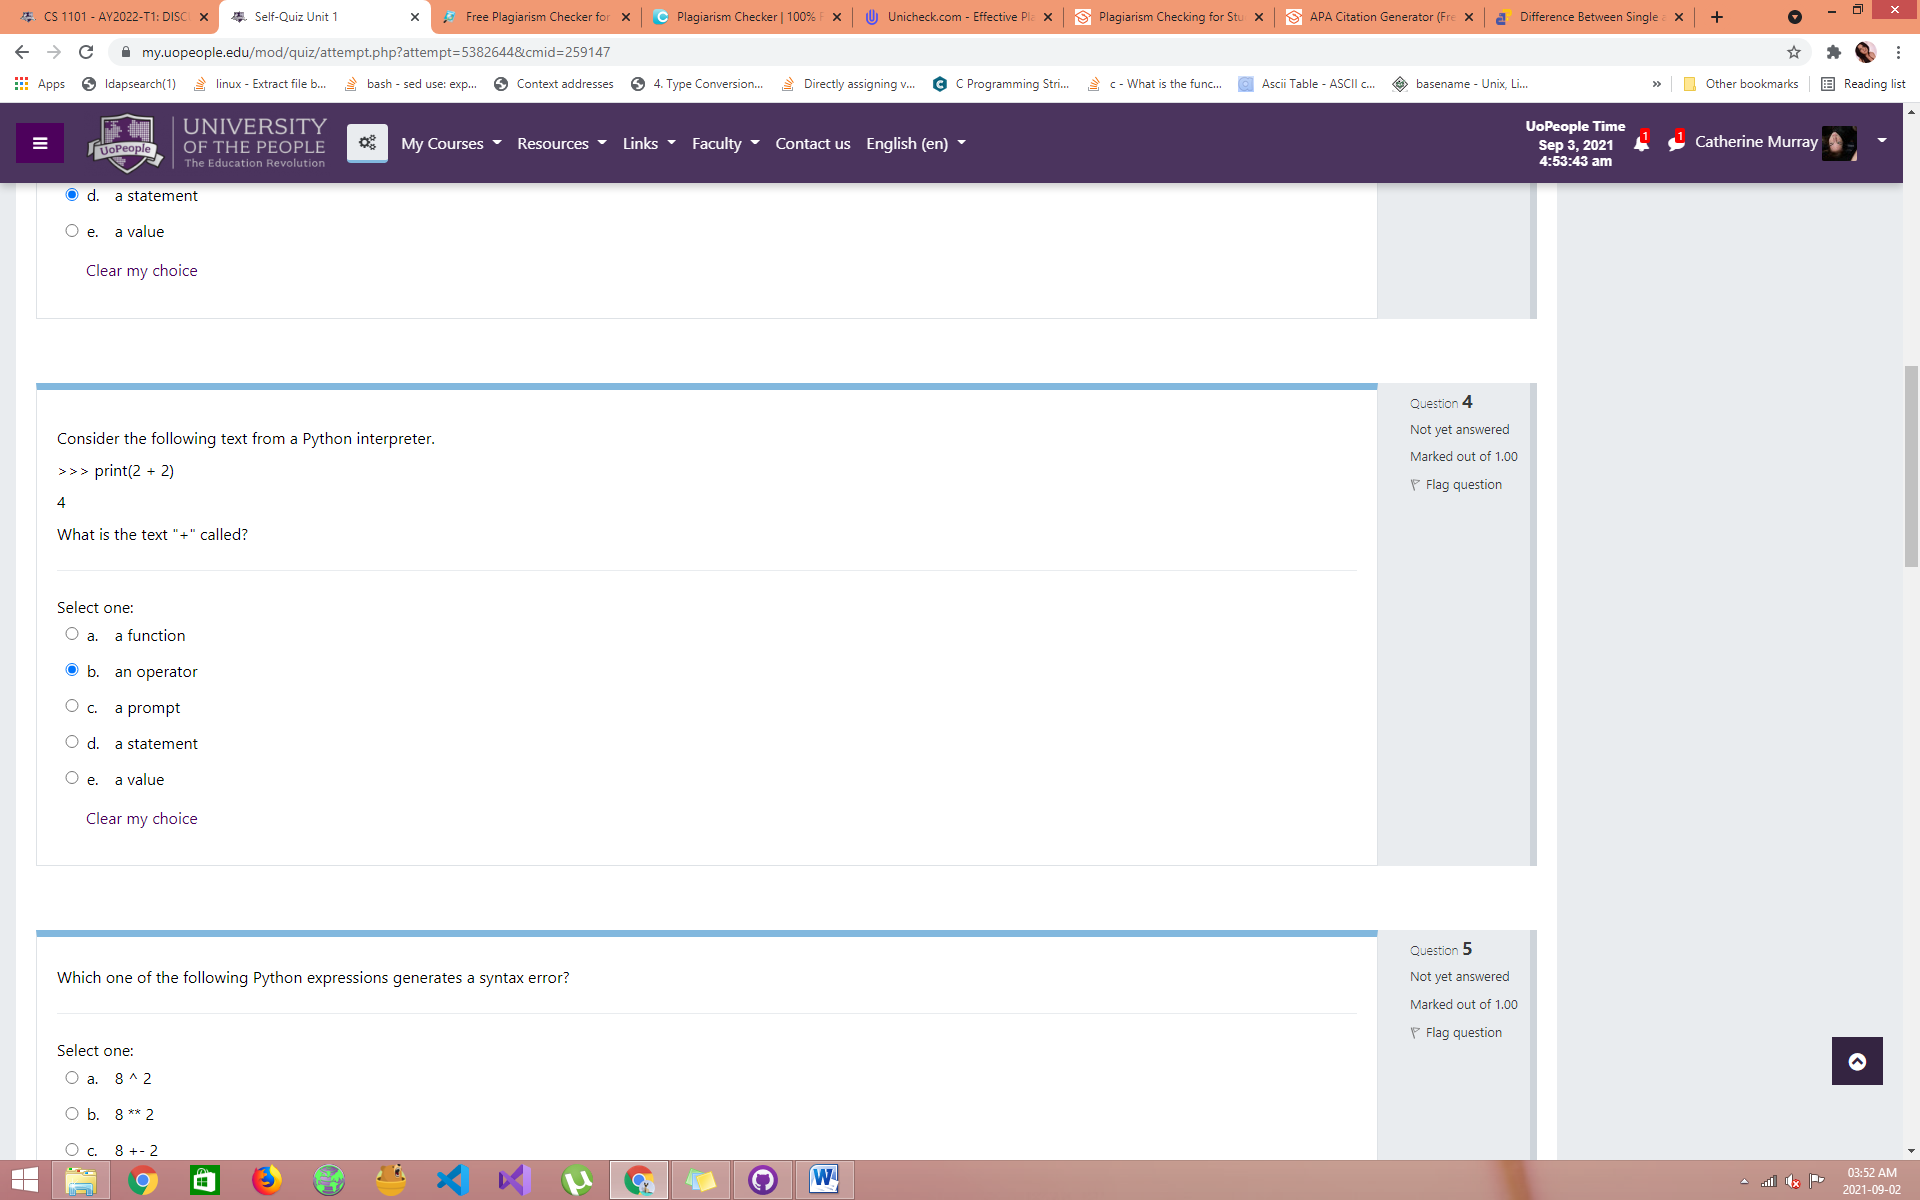 CS 1101 - AY2022-T1: DISC
Self-Quiz Unit 1
Free Plagiarism Checker for
Plagiarism Checker | 100% F
Unicheck.com - Effective Pla
Plagiarism Checking for Stu
APA Citation Generator (Fre
Difference Between Single a
my.uopeople.edu/mod/quiz/attempt.php?attempt=5382644&cmid=259147
Apps
ldapsearch(1)
linux - Extract file b...
bash - sed use: exp...
Context addresses
4. Type Conversion...
Directly assigning v...
C Programming Stri...
c - What is the func...
Ascii Table - ASCII c...
basename - Unix, Li...
»
Other bookmarks
Reading list
UoPeople
UNIVERSITY
OF THE PEOPLE
The Education Revolution
My Courses
Resources
Links
Faculty
Contact us
English (en)
UoPeople Time
Sep 3, 2021
4:53:43 am
1
1
Catherine Murray
d. a statement
e. a value
Clear my choice
Question 4
Not yet answered
Marked out of 1.00
Flag question
Consider the following text from a Python interpreter.
>>> print(2 + 2)
4
What is the text "+" called?
Select one:
a. a function
b. an operator
c. a prompt
d. a statement
e. a value
Clear my choice
Question 5
Not yet answered
Marked out of 1.00
Flag question
Which one of the following Python expressions generates a syntax error?
Select one:
a. 8 ^ 2
b. 8 ** 2
c. 8 +- 2
03:52 AM
2021-09-02